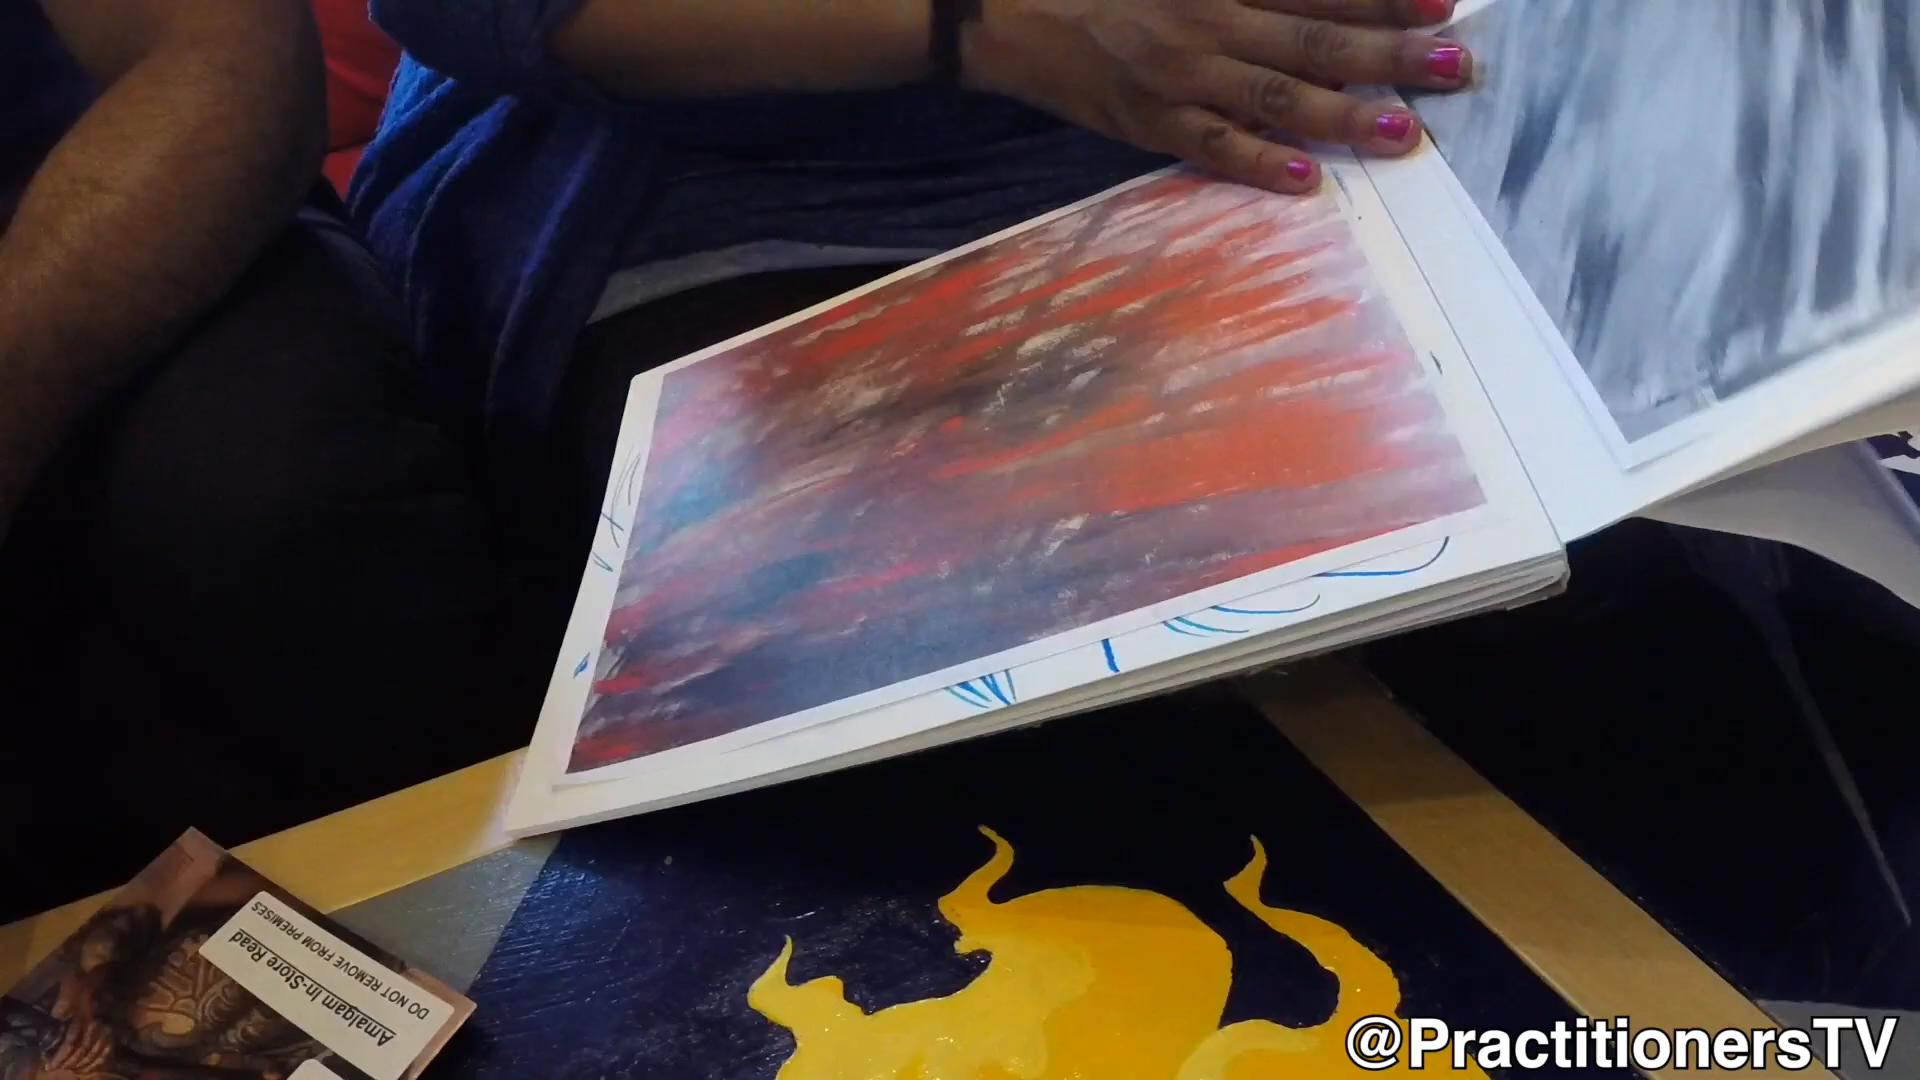 Amalgam In-Store Read
DO NOT REMOVE FROM PREMISES
@PractitionersTV